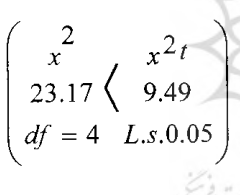 x² x²t
23.17 < 9.49
df = 4 L.s.0.05